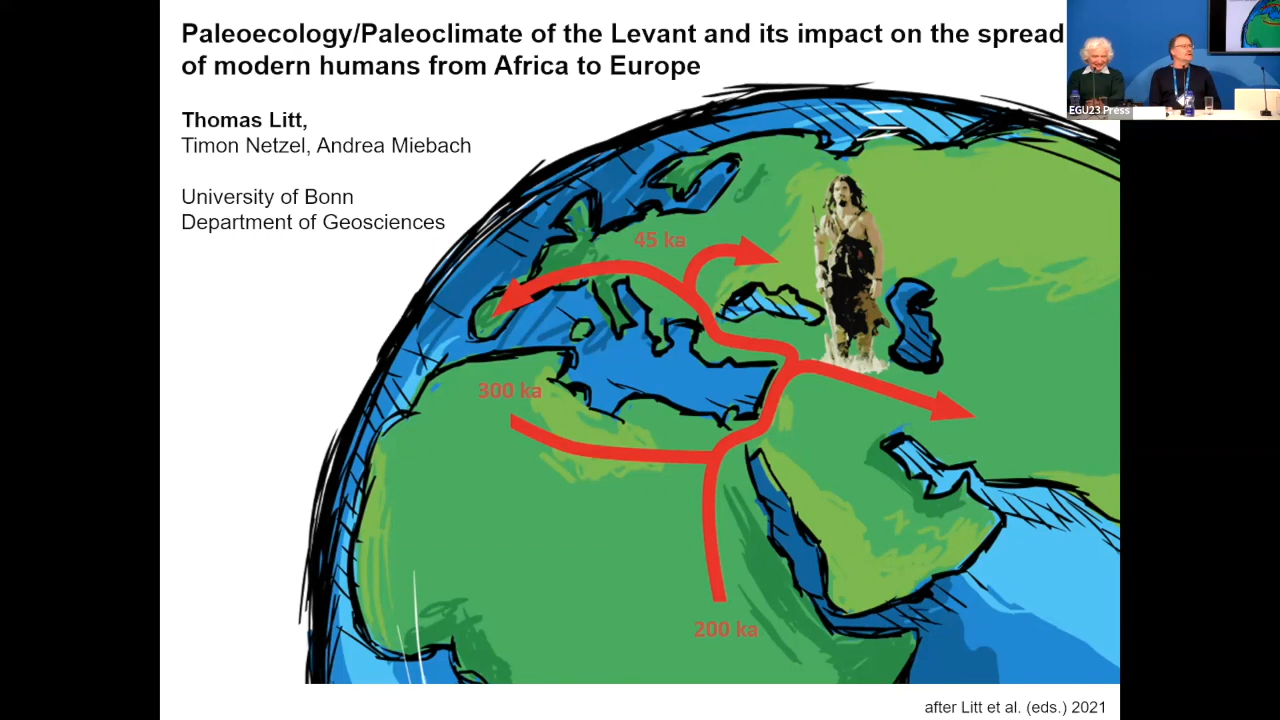 Paleoecology/Paleoclimate of the Levant and its impact on the spread
of modern humans from Africa to Europe
Thomas Litt,
Timon Netzel, Andrea Miebach
University of Bonn
Department of Geosciences
EGU23 Press
45 ka
300 ka
200 ka
after Litt et al. (eds.) 2021